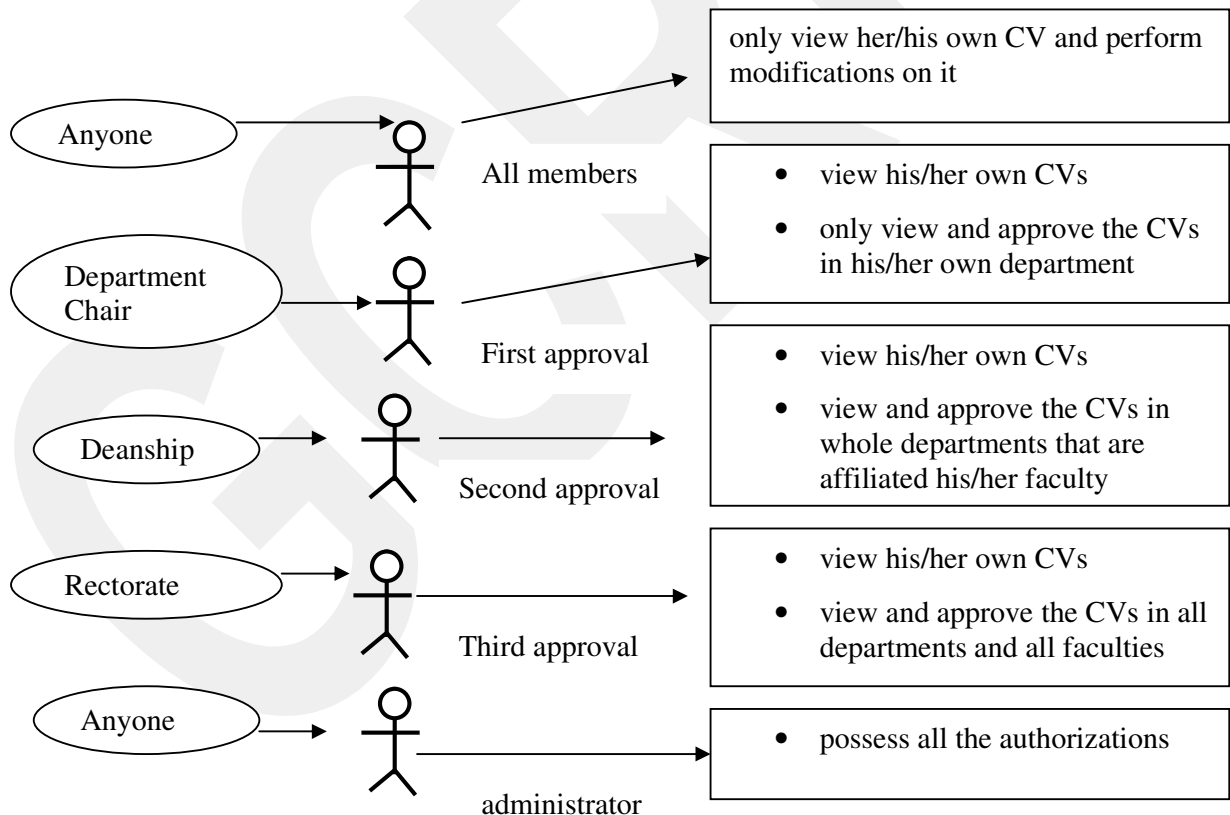 only view her/his own CV and perform
modifications on it
Anyone
All members
• view his/her own CVs
• only view and approve the CVs
in his/her own department
Department
Chair
First approval
• view his/her own CVs
• view and approve the CVs in
whole departments that are
affiliated his/her faculty
Deanship
Second approval
• view his/her own CVs
• view and approve the CVs in all
departments and all faculties
Rectorate
Third approval
Anyone
• possess all the authorizations
administrator